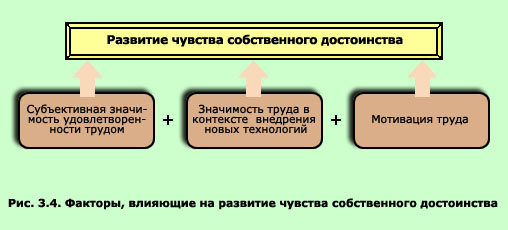 Развитие чувства собственного достоинства
Субъективная значи-
мость удовлетворен-
ности трудом
+
Значимость труда в
контексте внедрения
новых технологий
+
Мотивация труда
Рис. 3.4. Факторы, влияющие на развитие чувства собственного достоинства